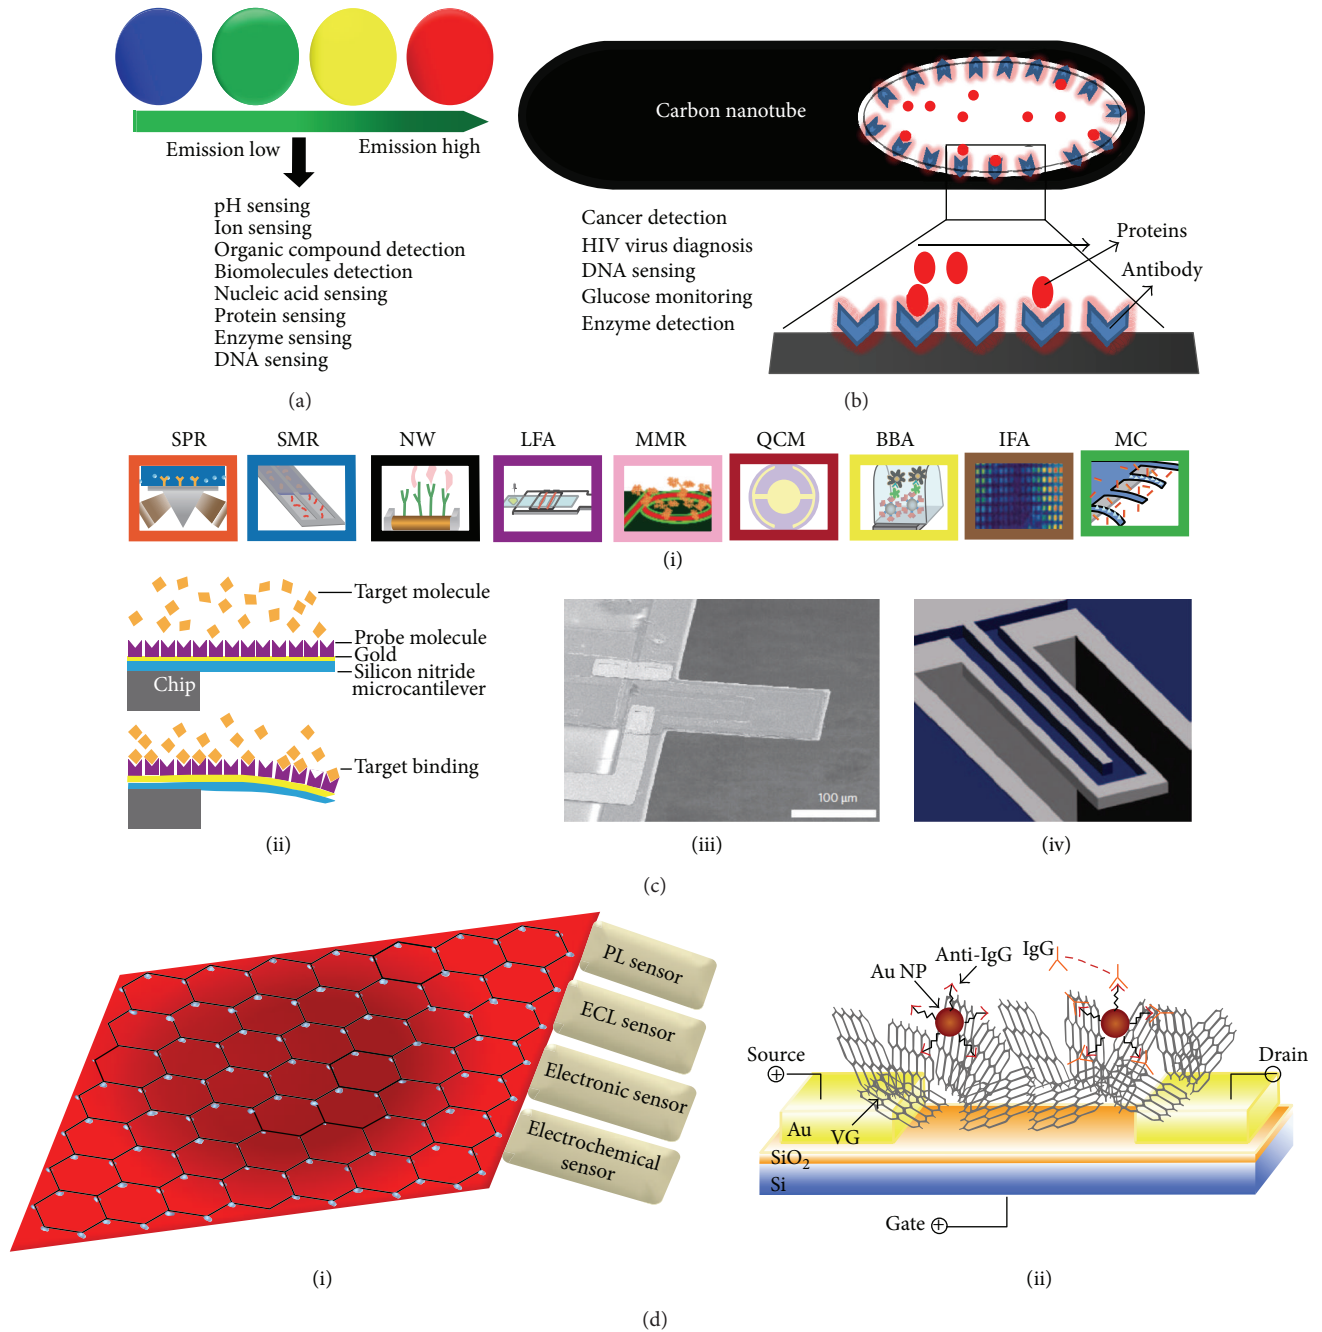 Emission low
Emission high
pH sensing
Ion sensing
Organic compound detection
Biomolecules detection
Nucleic acid sensing
Protein sensing
Enzyme sensing
DNA sensing
(a)
Carbon nanotube
Cancer detection
HIV virus diagnosis
DNA sensing
Glucose monitoring
Enzyme detection
Proteins
Antibody
(b)
SPR
SMR
NW
LFA
MMR
QCM
BBA
IFA
MC
(i)
Target molecule
Probe molecule
Gold
Silicon nitride
microcantilever
Chip
Target binding
(ii)
100 μm
(iii)
(iv)
(c)
PL sensor
ECL sensor
Electronic sensor
Electrochemical
sensor
(i)
Anti-IgG
IgG
Au NP
Source
Drain
Au
VG
SiO2
Si
Gate
(ii)
(d)